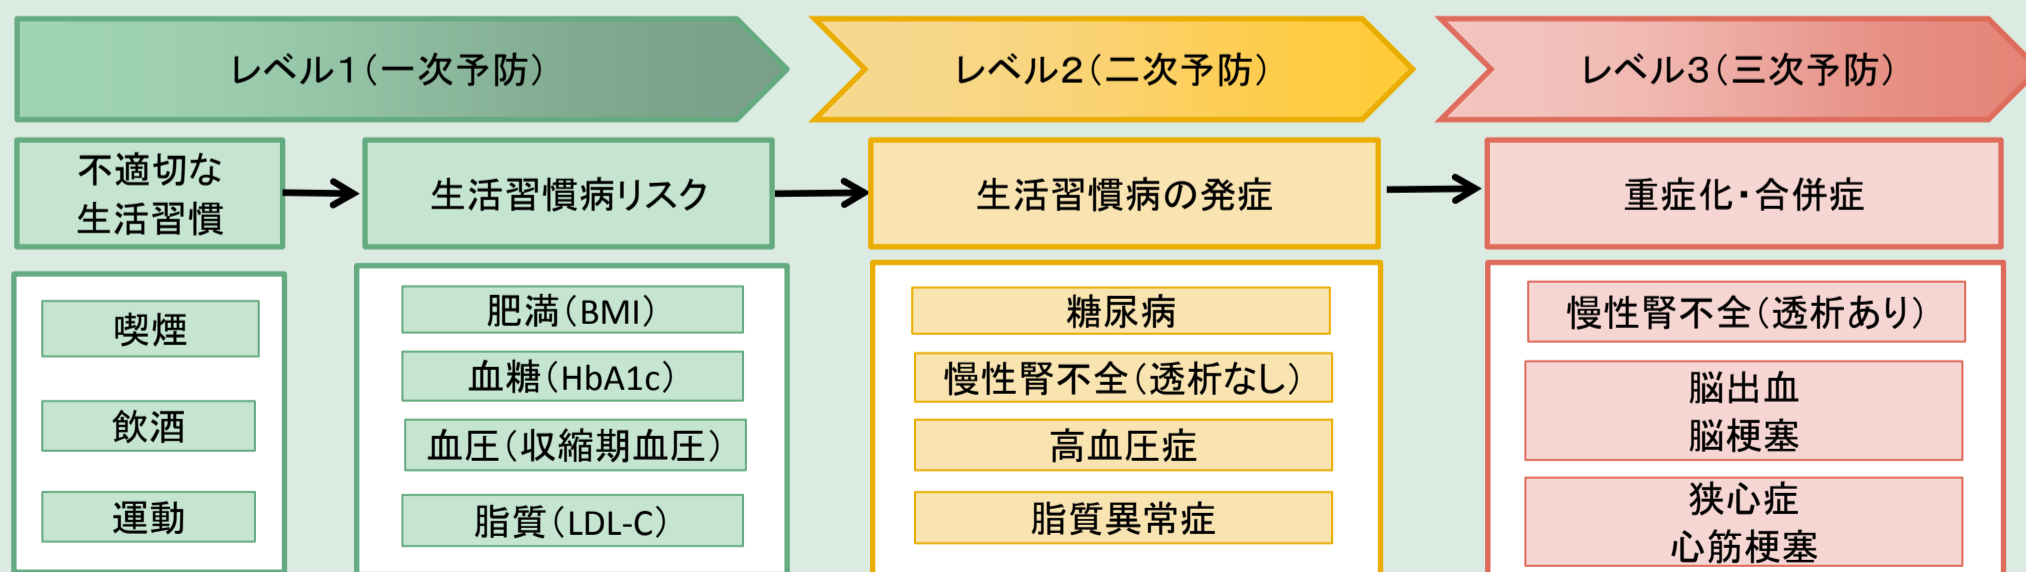 レベル1(一次予防)
レベル2(二次予防)
レベル3(三次予防)
不適切な
生活習慣
生活習慣病リスク
生活習慣病の発症
重症化・合併症
喫煙
飲酒
運動
肥満(BMI)
血糖(HbA1c)
血圧(収縮期血圧)
脂質(LDL-C)
糖尿病
慢性腎不全(透析なし)
高血圧症
脂質異常症
慢性腎不全(透析あり)
脳出血
脳梗塞
狭心症
心筋梗塞